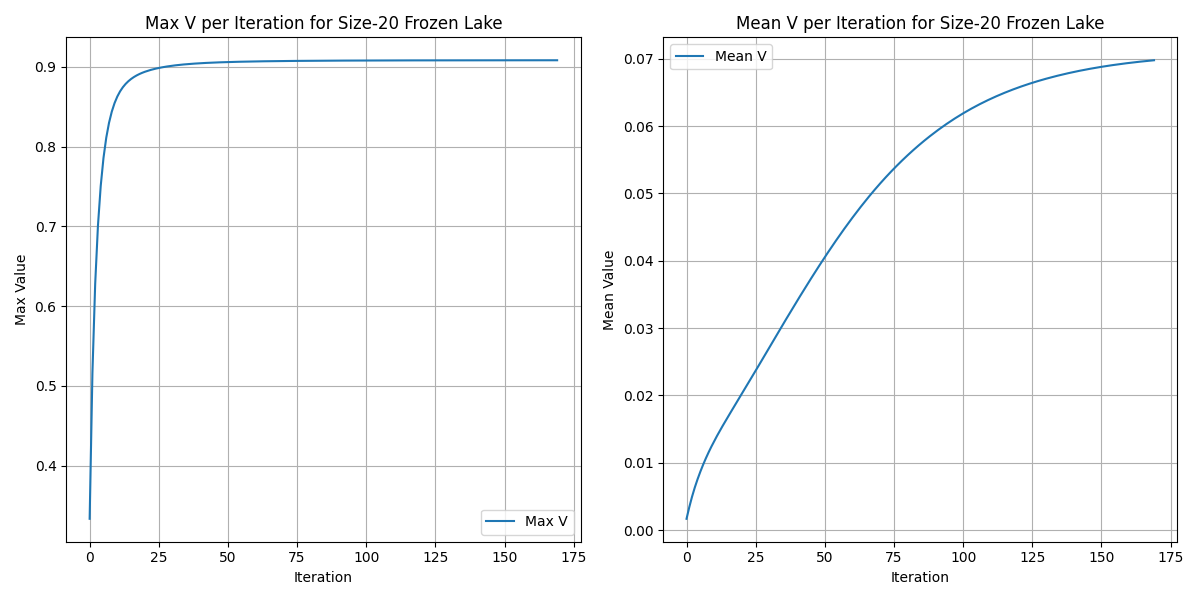 Max V per Iteration for Size-20 Frozen Lake
Max Value
0.9
0.8
0.7
0.6
0.5
0.4
Max V
0 25 50 75 100 125 150 175
Iteration
Mean V per Iteration for Size-20 Frozen Lake
Mean V
Mean Value
0.07
0.06
0.05
0.04
0.03
0.02
0.01
0.00
0 25 50 75 100 125 150 175
Iteration